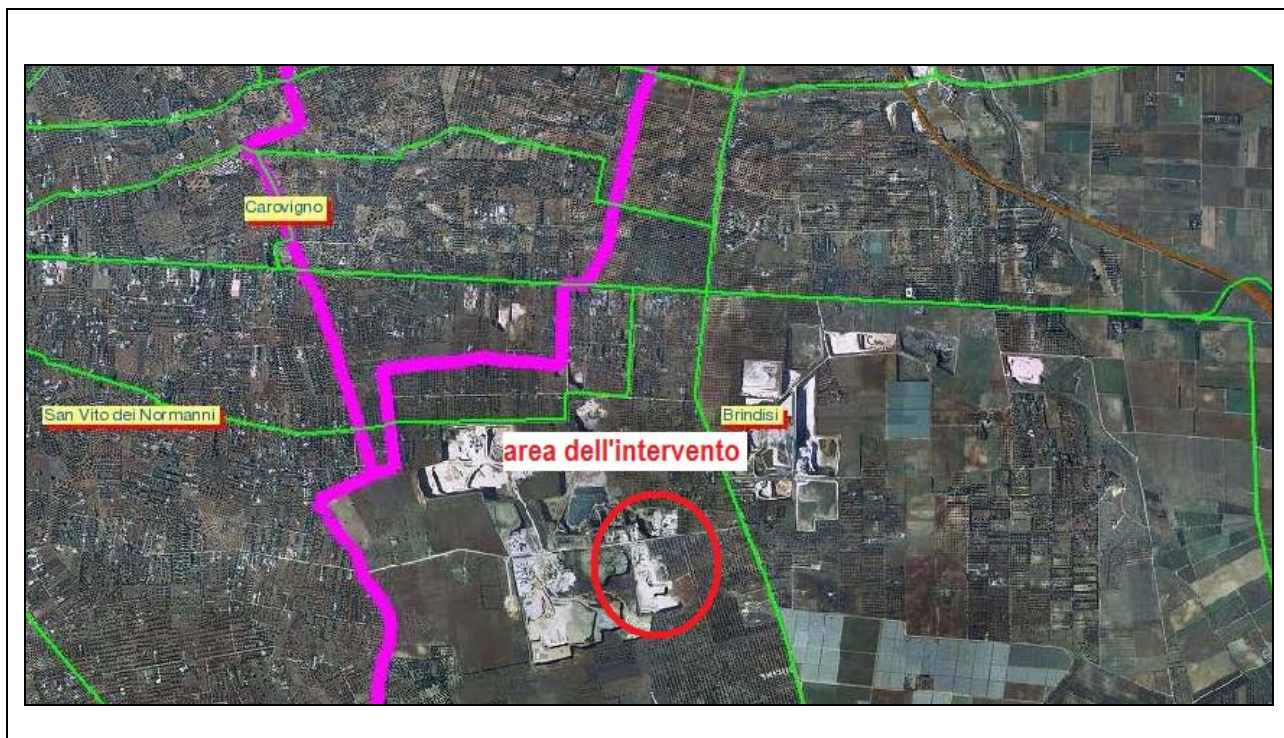 Carovigno
San Vito dei Normanni
Brindisi
area dell'intervento